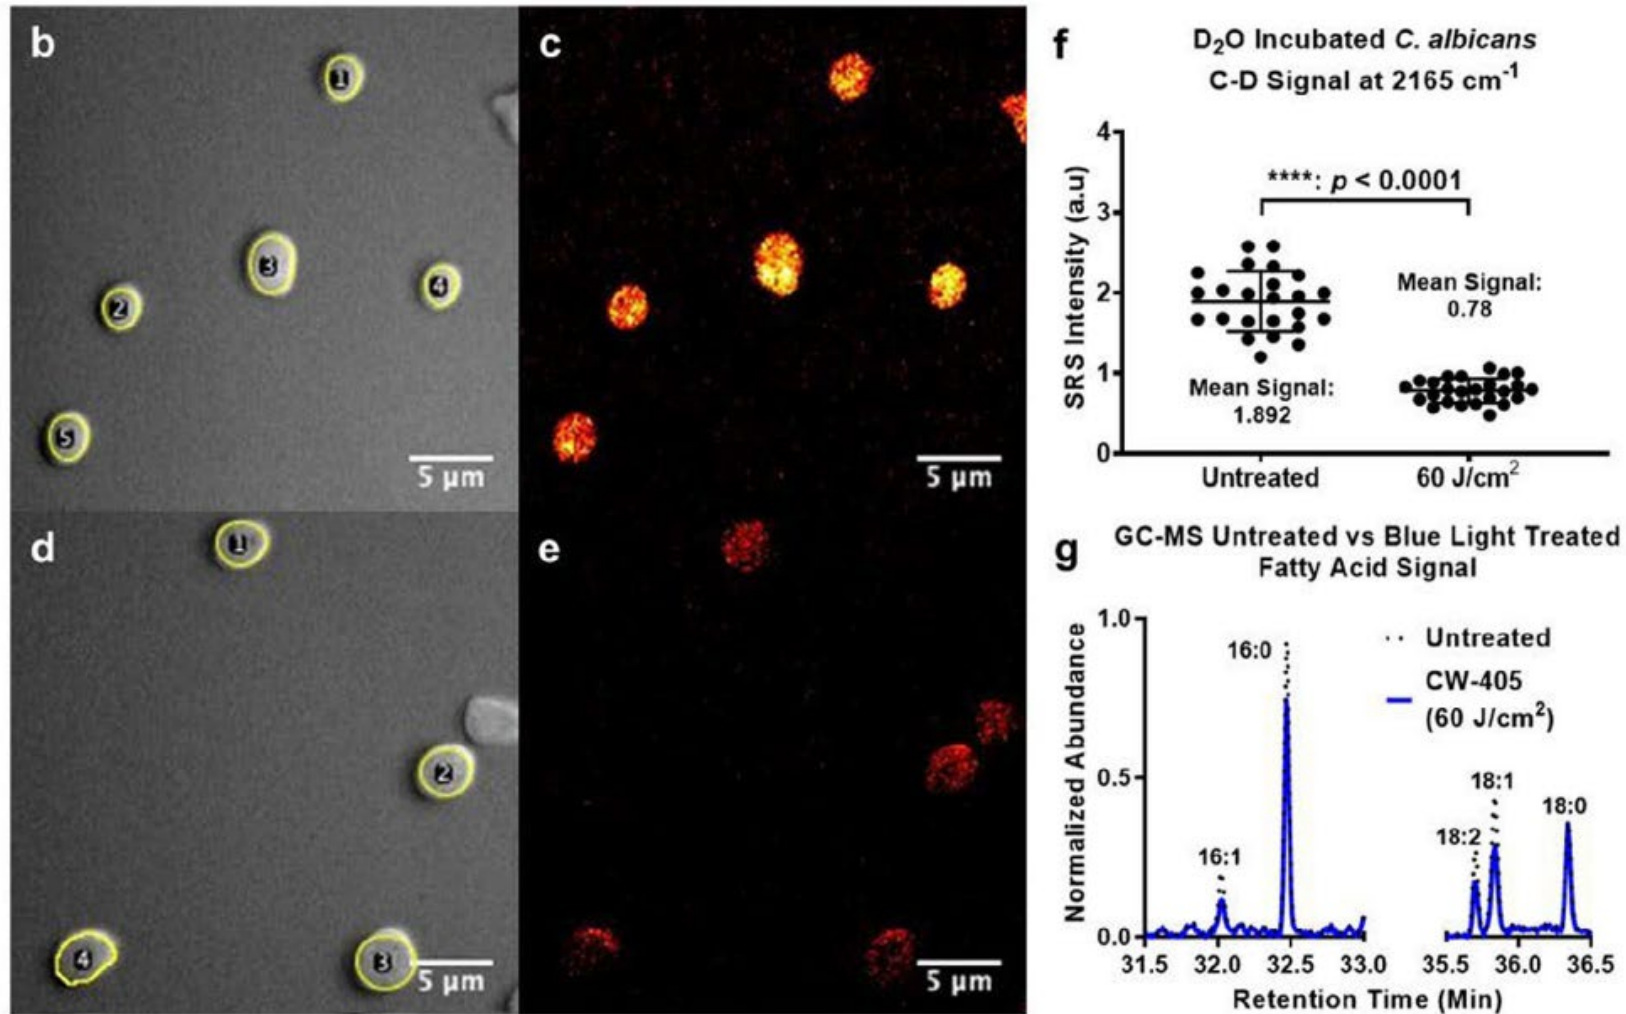 b
1
3
4
2
5
5 µm
c
5 µm
d
1
2
4
3
5 µm
e
5 µm
f
D₂O Incubated C. albicans
C-D Signal at 2165 cm⁻¹
SRS Intensity (a.u)
4
3
2
1
0
****: p < 0.0001
Mean Signal:
0.78
Mean Signal:
1.892
Untreated
60 J/cm²
g
GC-MS Untreated vs Blue Light Treated
Fatty Acid Signal
Normalized Abundance
1.0
0.5
0.0
16:0
16:1
18:2
18:1
18:0
Untreated
CW-405
(60 J/cm²)
31.5 32.0 32.5 33.0 35.5 36.0 36.5
Retention Time (Min)